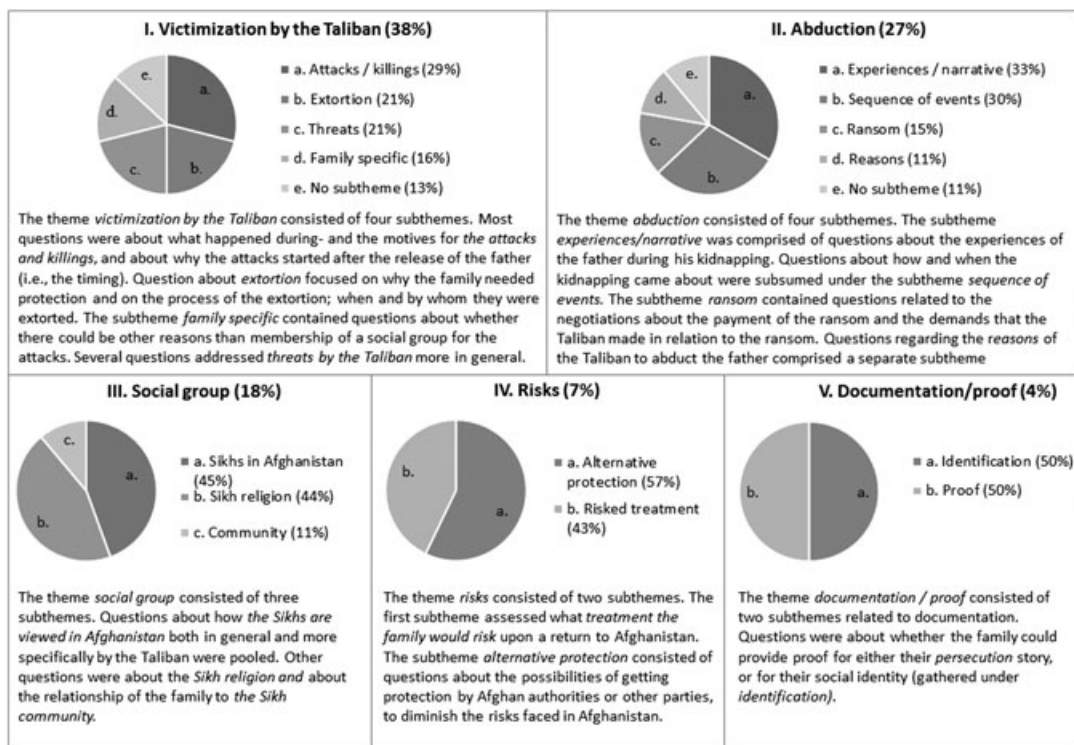 I. Victimization by the Taliban (38%)
a.
b.
c.
d.
e.
a. Attacks / killings (29%)
b. Extortion (21%)
c. Threats (21%)
d. Family specific (16%)
e. No subtheme (13%)
The theme victimization by the Taliban consisted of four subthemes. Most
questions were about what happened during- and the motives for the attacks
and killings, and about why the attacks started after the release of the father
(i.e., the timing). Question about extortion focused on why the family needed
protection and on the process of the extortion; when and by whom they were
extorted. The subtheme family specific contained questions about whether
there could be other reasons than membership of a social group for the
attacks. Several questions addressed threats by the Taliban more in general.
II. Abduction (27%)
a.
b.
c.
d.
e.
a. Experiences / narrative (33%)
b. Sequence of events (30%)
c. Ransom (15%)
d. Reasons (11%)
e. No subtheme (11%)
The theme abduction consisted of four subthemes. The subtheme
experiences/narrative was comprised of questions about the experiences of
the father during his kidnapping. Questions about how and when the
kidnapping came about were subsumed under the subtheme sequence of
events. The subtheme ransom contained questions related to the
negotiations about the payment of the ransom and the demands that the
Taliban made in relation to the ransom. Questions regarding the reasons of
the Taliban to abduct the father comprised a separate subtheme
III. Social group (18%)
a.
b.
c.
a. Sikhs in Afghanistan
(45%)
b. Sikh religion (44%)
c. Community (11%)
The theme social group consisted of three
subthemes. Questions about how the Sikhs are
viewed in Afghanistan both in general and more
specifically by the Taliban were pooled. Other
questions were about the Sikh religion and about
the relationship of the family to the Sikh
community.
IV. Risks (7%)
a.
b.
a. Alternative
protection (57%)
b. Risked treatment
(43%)
The theme risks consisted of two subthemes. The
first subtheme assessed what treatment the
family would risk upon a return to Afghanistan.
The subtheme alternative protection consisted of
questions about the possibilities of getting
protection by Afghan authorities or other parties,
to diminish the risks faced in Afghanistan.
V. Documentation/proof (4%)
a.
b.
a. Identification (50%)
b. Proof (50%)
The theme documentation / proof consisted of
two subthemes related to documentation.
Questions were about whether the family could
provide proof for either their persecution story,
or for their social identity (gathered under
identification).